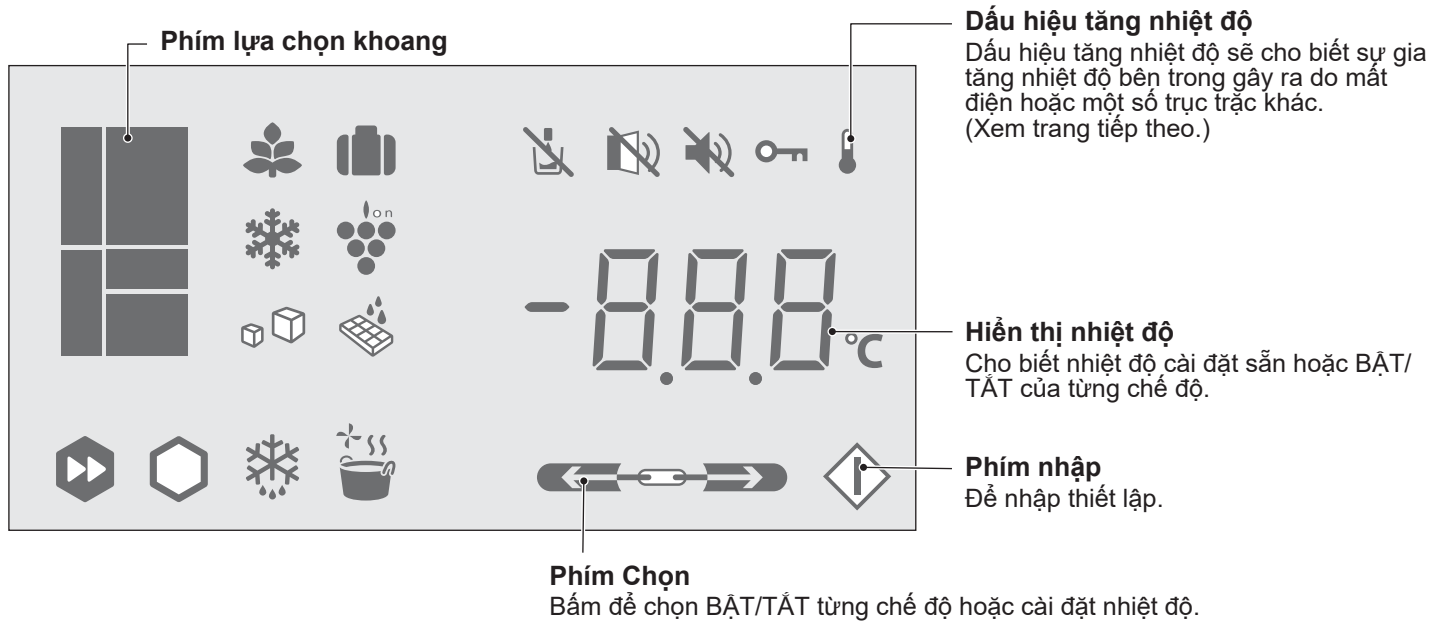 Phím lựa chọn khoang
Dấu hiệu tăng nhiệt độ
Dấu hiệu tăng nhiệt độ sẽ cho biết sự gia
tăng nhiệt độ bên trong gây ra do mất
điện hoặc một số trục trặc khác.
(Xem trang tiếp theo.)
ion
-8.8.8 °C
Hiển thị nhiệt độ
Cho biết nhiệt độ cài đặt sẵn hoặc BẬT/
TẮT của từng chế độ.
Phím nhập
Để nhập thiết lập.
Phím Chọn
Bấm để chọn BẬT/TẮT từng chế độ hoặc cài đặt nhiệt độ.